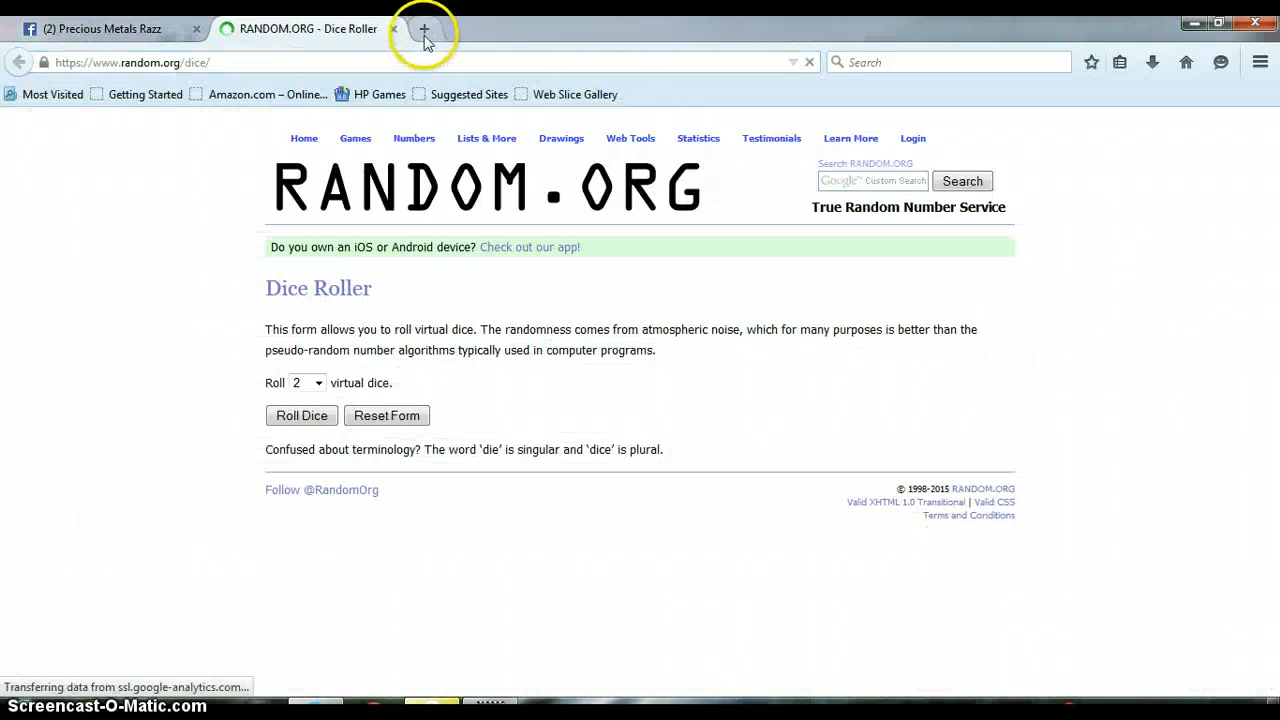 (2) Precious Metals Razz
RANDOM.ORG - Dice Roller
https://www.random.org/dice/
Search
Most Visited Getting Started Amazon.com – Online... HP Games Suggested Sites Web Slice Gallery
Home Games Numbers Lists & More Drawings Web Tools Statistics Testimonials Learn More Login
RANDOM.ORG
Search RANDOM.ORG
Google™ Custom Search Search
True Random Number Service
Do you own an iOS or Android device? Check out our app!
Dice Roller
This form allows you to roll virtual dice. The randomness comes from atmospheric noise, which for many purposes is better than the
pseudo-random number algorithms typically used in computer programs.
Roll 2 virtual dice.
Roll Dice Reset Form
Confused about terminology? The word ‘die’ is singular and ‘dice’ is plural.
Follow @RandomOrg
© 1998-2015 RANDOM.ORG
Valid XHTML 1.0 Transitional | Valid CSS
Terms and Conditions
Transferring data from ssl.google-analytics.com...
Screencast-O-Matic.com